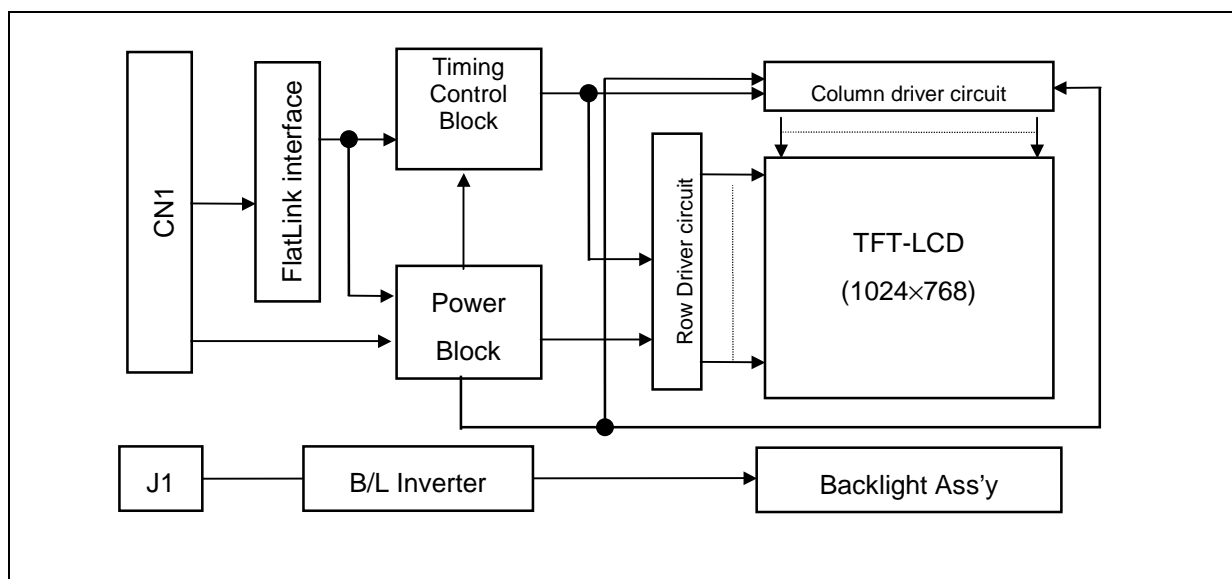 CN1
FlatLink interface
Timing
Control
Block
Power
Block
Row Driver circuit
Column driver circuit
TFT-LCD
(1024×768)
J1
B/L Inverter
Backlight Ass’y